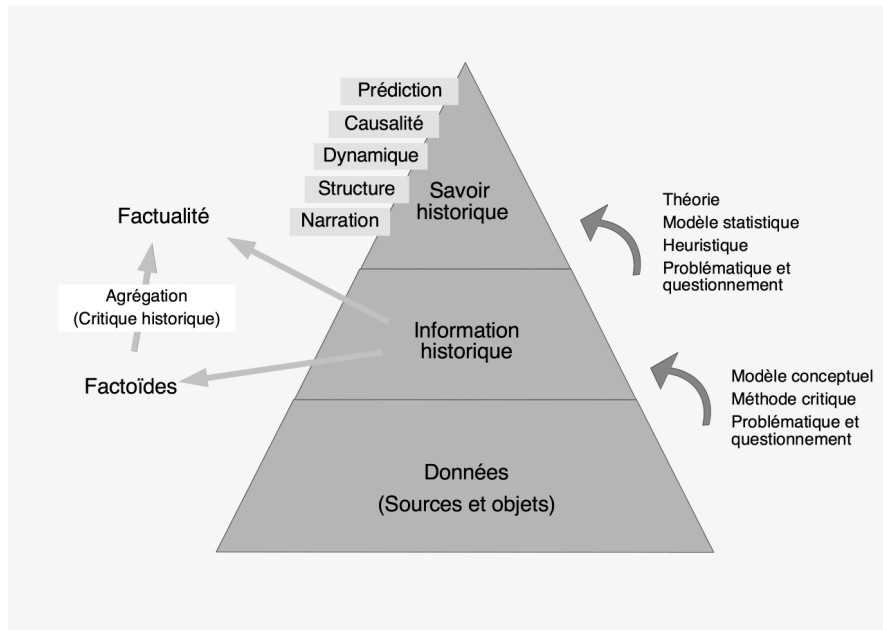 Prédiction
Causalité
Dynamique
Structure
Narration
Savoir
historique
Factualité
Agrégation
(Critique historique)
Factoïdes
Théorie
Modèle statistique
Heuristique
Problématique et
questionnement
Information
historique
Modèle conceptuel
Méthode critique
Problématique et
questionnement
Données
(Sources et objets)